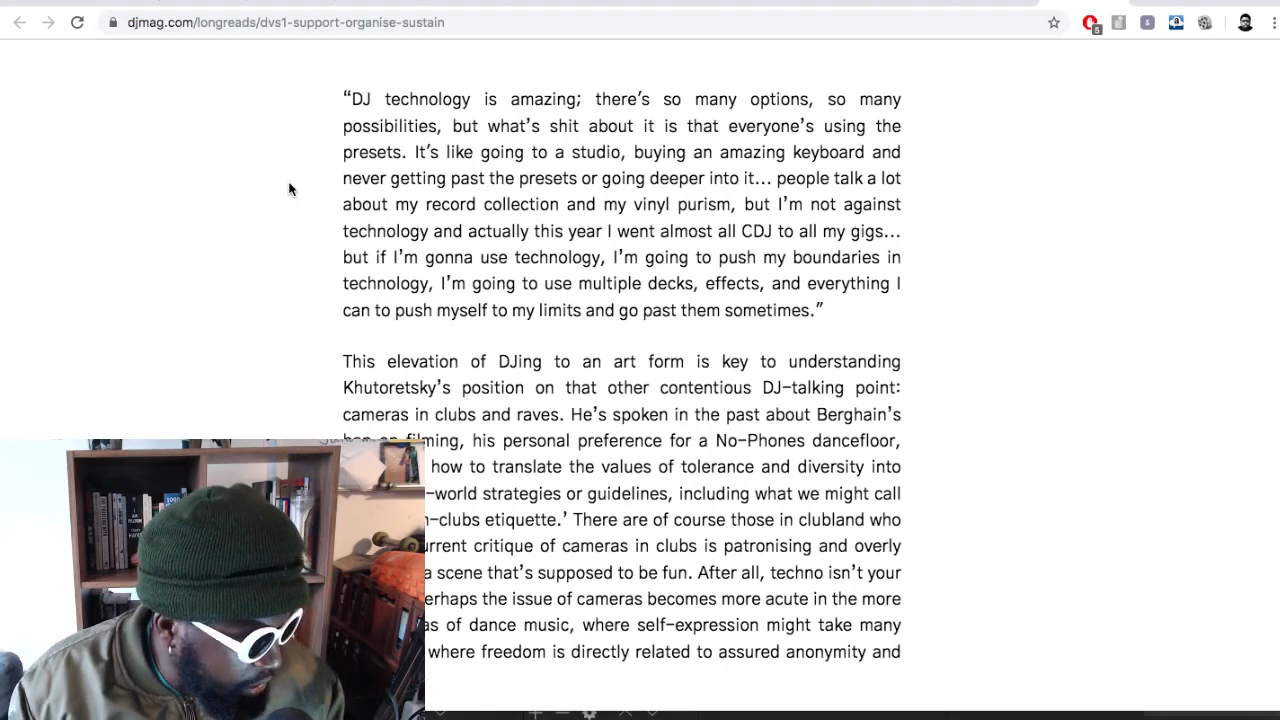 djmag.com/longreads/dvs1-support-organise-sustain
5
“DJ technology is amazing; there’s so many options, so many
possibilities, but what’s shit about it is that everyone’s using the
presets. It’s like going to a studio, buying an amazing keyboard and
never getting past the presets or going deeper into it... people talk a lot
about my record collection and my vinyl purism, but I’m not against
technology and actually this year I went almost all CDJ to all my gigs...
but if I’m gonna use technology, I’m going to push my boundaries in
technology, I’m going to use multiple decks, effects, and everything I
can to push myself to my limits and go past them sometimes.”
This elevation of DJing to an art form is key to understanding
Khutoretsky’s position on that other contentious DJ-talking point:
cameras in clubs and raves. He’s spoken in the past about Berghain’s
filming, his personal preference for a No-Phones dancefloor,
how to translate the values of tolerance and diversity into
-world strategies or guidelines, including what we might call
-clubs etiquette.’ There are of course those in clubland who
critique of cameras in clubs is patronising and overly
a scene that’s supposed to be fun. After all, techno isn’t your
the issue of cameras becomes more acute in the more
of dance music, where self-expression might take many
where freedom is directly related to assured anonymity and